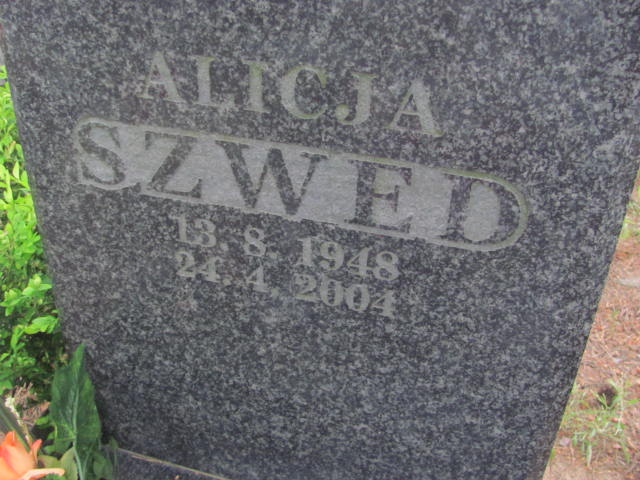 ALICJA
SZWED
13. 8. 1948
24. 4. 2004